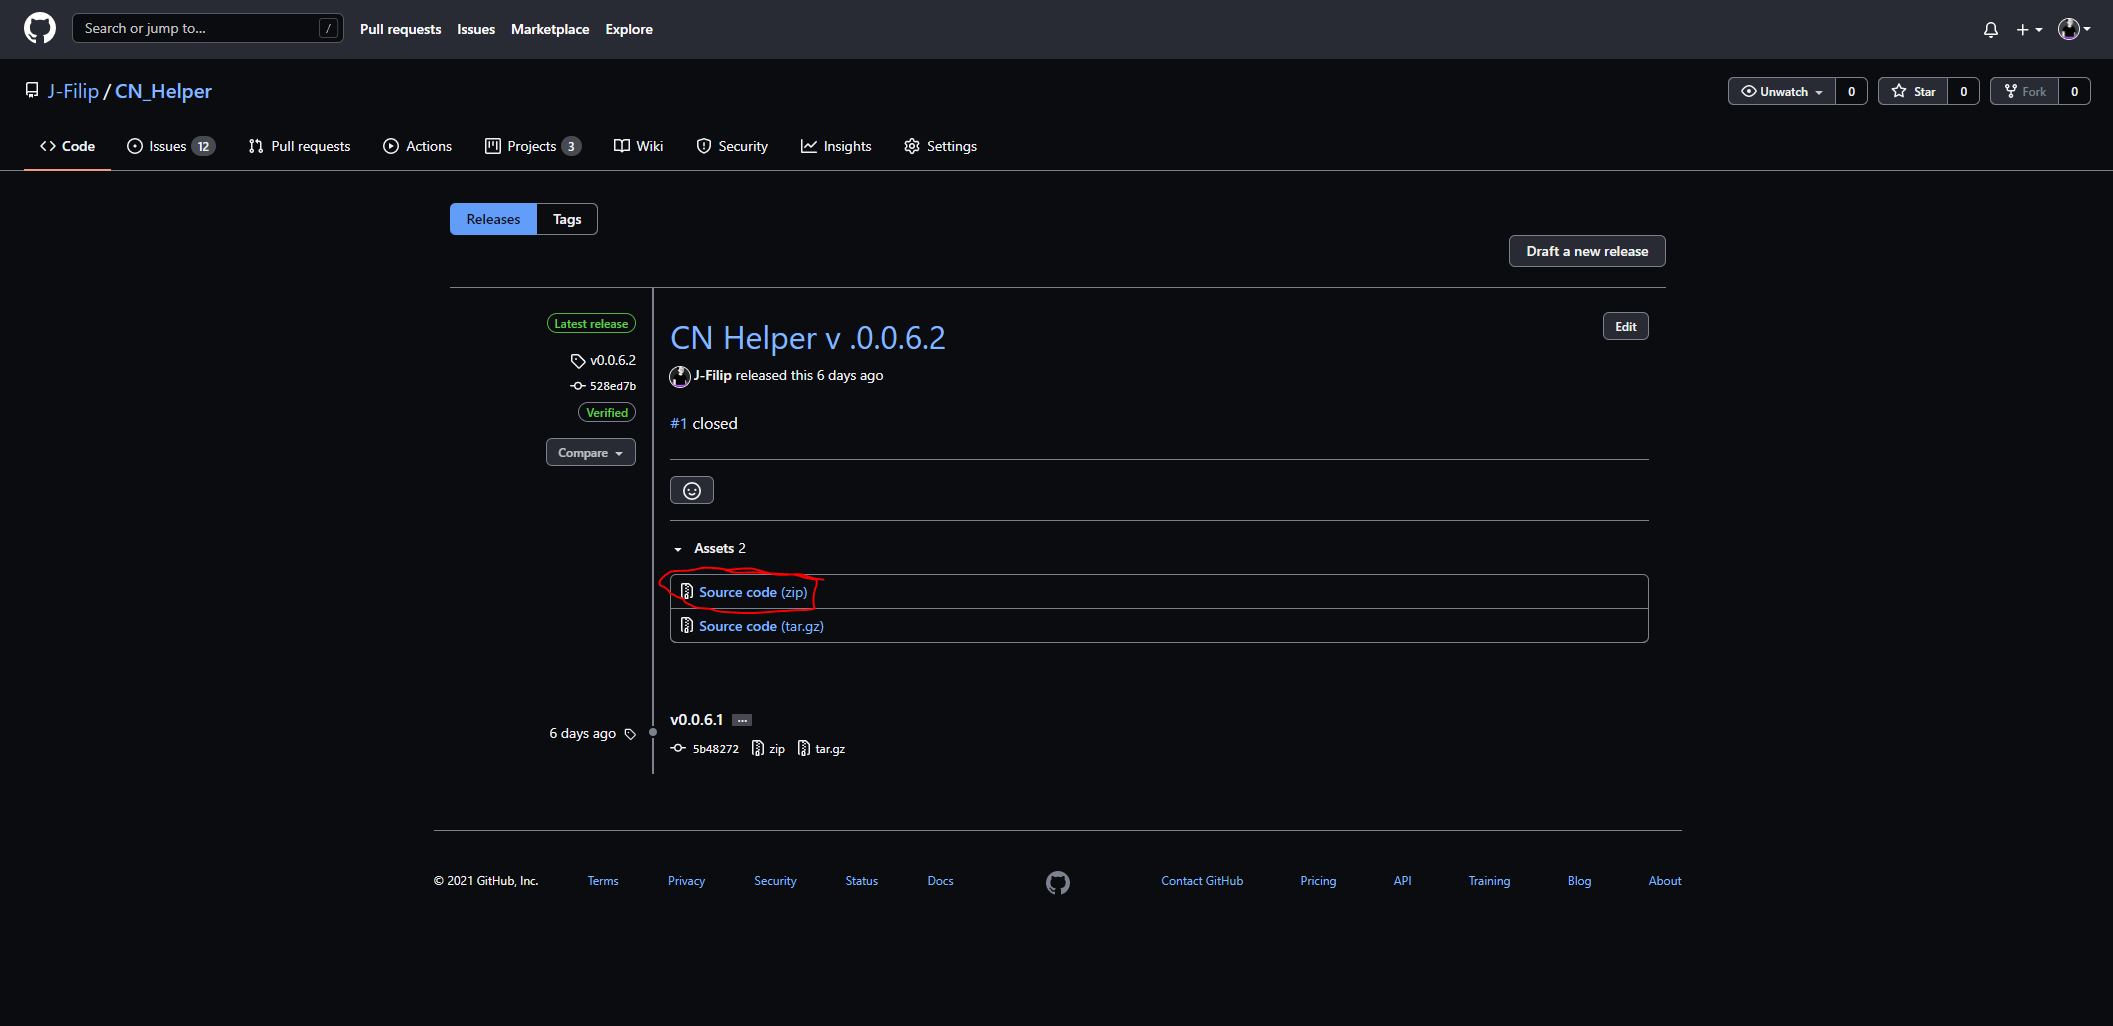 Search or jump to... /
Pull requests Issues Marketplace Explore
J-Filip / CN_Helper
Unwatch 0 Star 0 Fork 0
Code Issues 12 Pull requests Actions Projects 3 Wiki Security Insights Settings
Releases Tags
Draft a new release
Latest release
v0.0.6.2
528ed7b
Verified
Compare
CN Helper v .0.0.6.2
Edit
J-Filip released this 6 days ago
#1 closed
Assets 2
Source code (zip)
Source code (tar.gz)
6 days ago
v0.0.6.1 ...
5b48272 zip tar.gz
© 2021 GitHub, Inc. Terms Privacy Security Status Docs Contact GitHub Pricing API Training Blog About